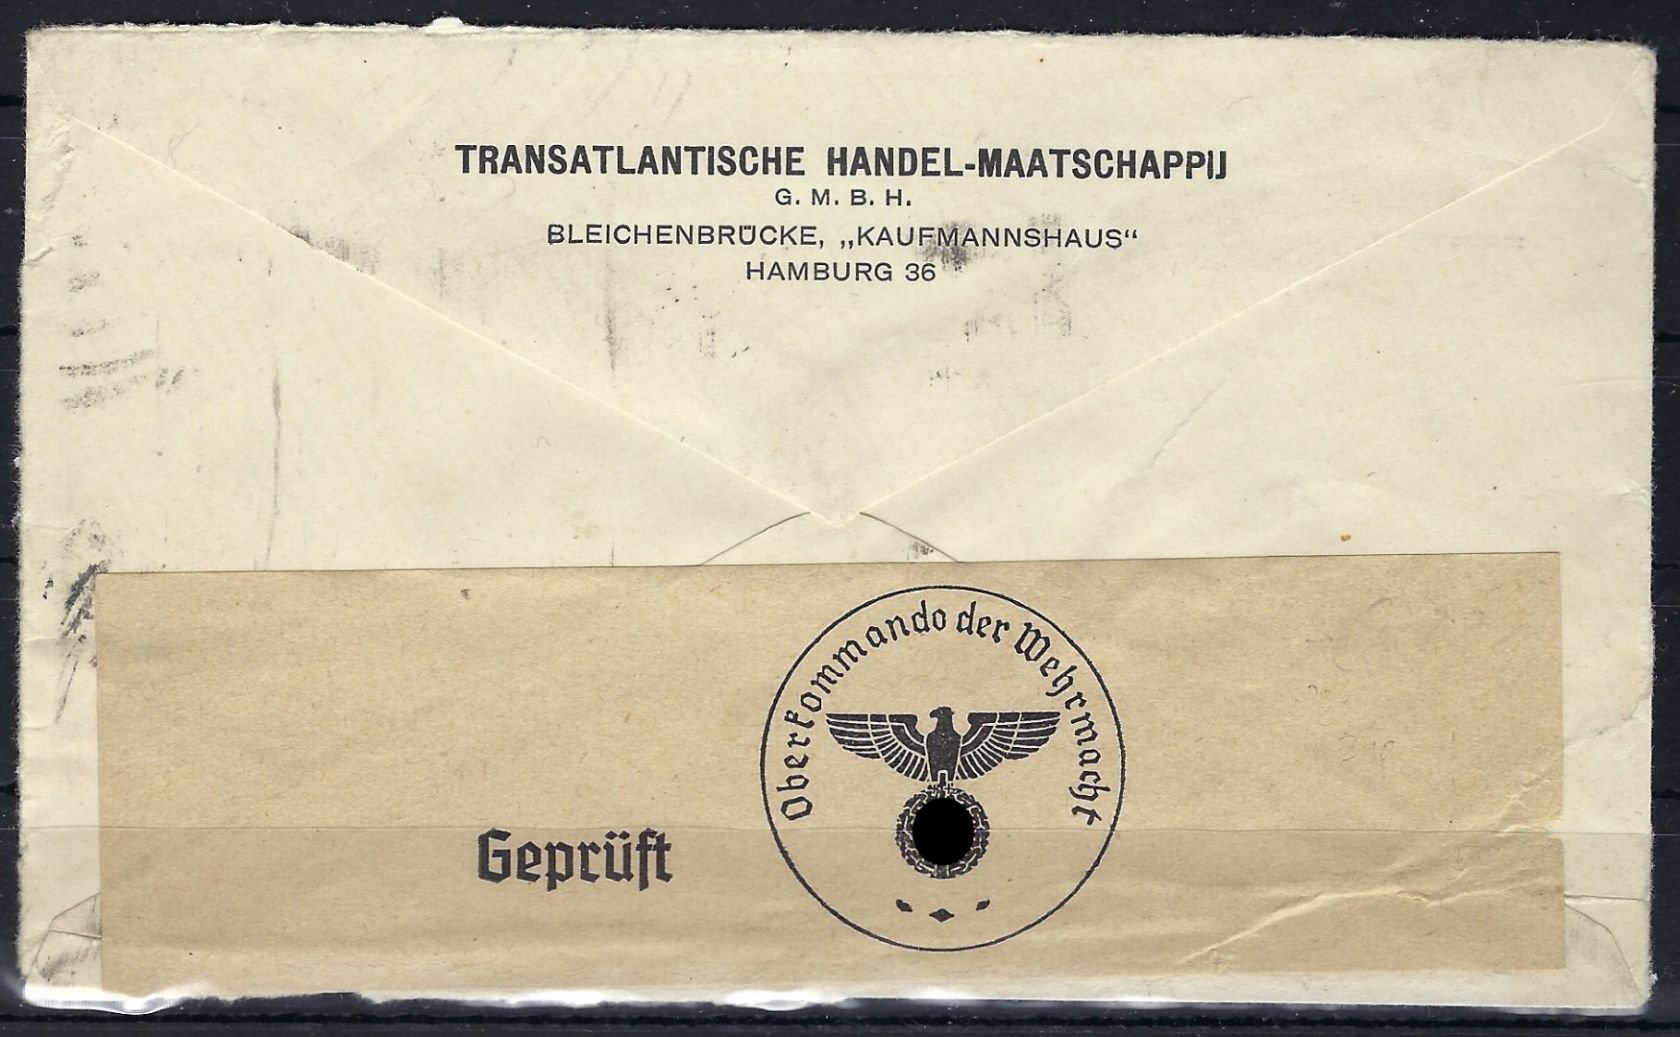 TRANSATLANTISCHE HANDEL-MAATSCHAPPIJ
G. M. B. H.
BLEICHENBRÜCKE, „KAUFMANNSHAUS“
HAMBURG 36
Oberkommando der Wehrmacht
Geprüft